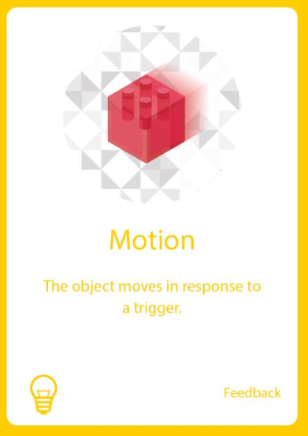 Motion
The object moves in response to
a trigger.
Feedback